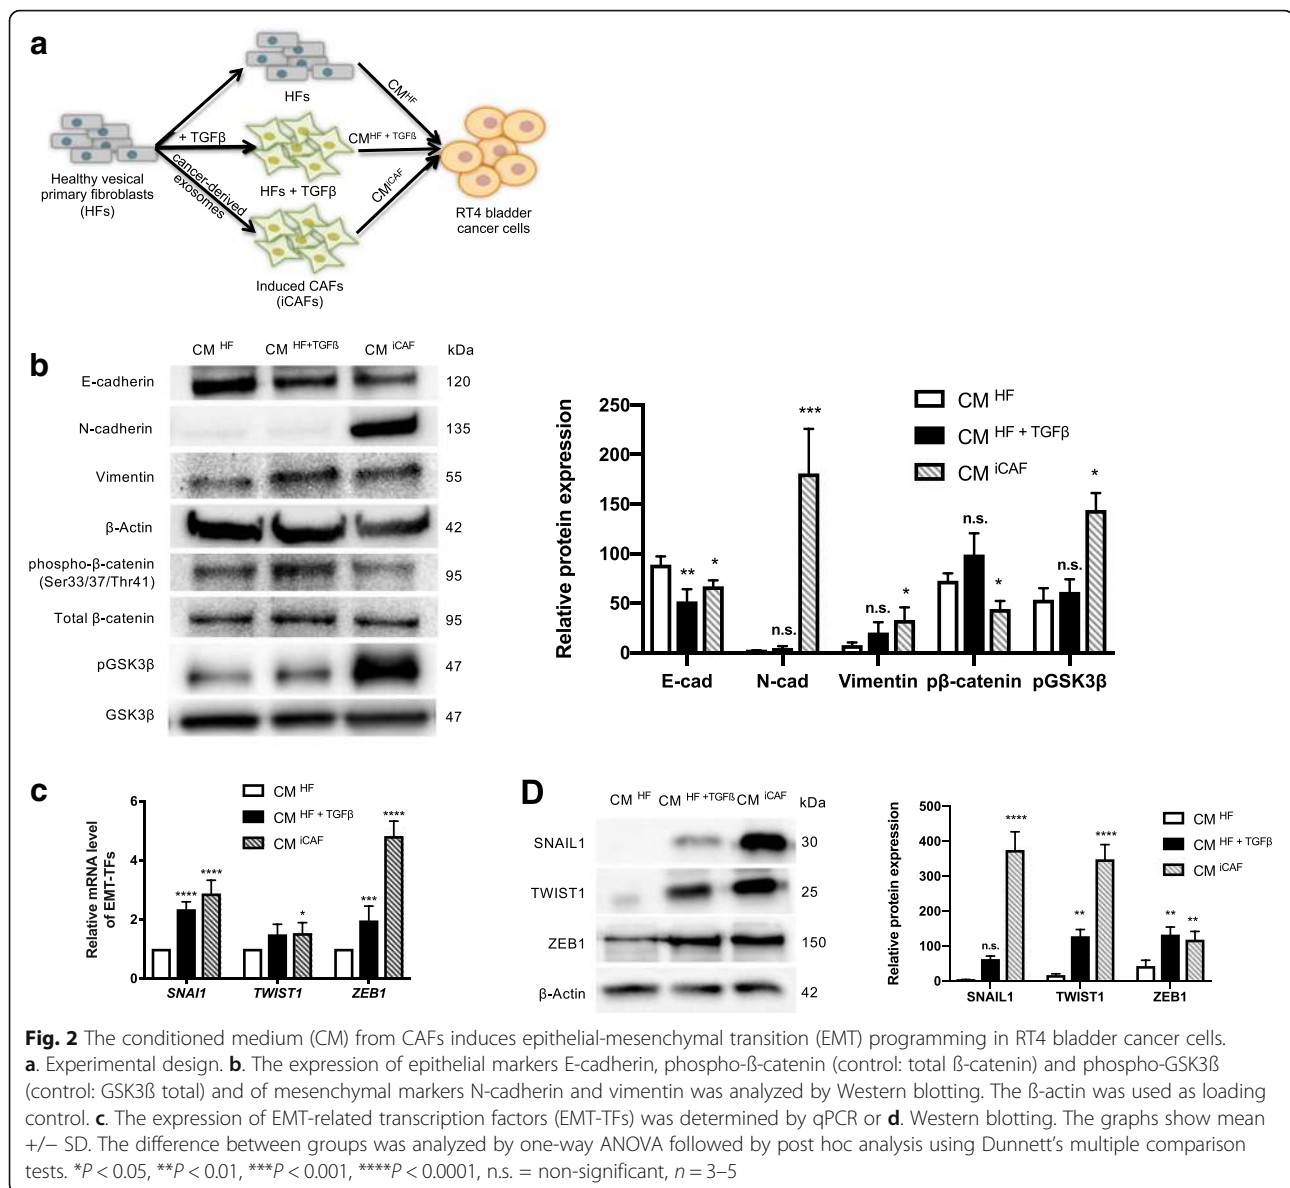 a
HFs
+ TGFβ
cancer-derived
exosomes
CM HF
CM HF + TGFβ
CM iCAF
Healthy vesical
primary fibroblasts
(HFs)
HFs + TGFβ
RT4 bladder
cancer cells
Induced CAFs
(iCAFs)
b
CM HF CM HF+TGFß CM iCAF kDa
E-cadherin 120
N-cadherin 135
Vimentin 55
β-Actin 42
phospho-β-catenin
(Ser33/37/Thr41) 95
Total β-catenin 95
pGSK3β 47
GSK3β 47
Relative protein expression
250
200
150
100
50
0
CM HF
CM HF + TGFβ
CM iCAF
** * n.s. *** n.s. * n.s. * n.s. *
E-cad N-cad Vimentin pβ-catenin pGSK3β
c
Relative mRNA level
of EMT-TFs
6
4
2
0
CM HF
CM HF + TGFβ
CM iCAF
**** **** * *** ****
SNAI1 TWIST1 ZEB1
D
CM HF CM HF +TGFß CM iCAF kDa
SNAIL1 30
TWIST1 25
ZEB1 150
β-Actin 42
Relative protein expression
500
400
300
200
100
0
CM HF
CM HF + TGFβ
CM iCAF
n.s. **** ** **** ** **
SNAIL1 TWIST1 ZEB1
Fig. 2 The conditioned medium (CM) from CAFs induces epithelial-mesenchymal transition (EMT) programming in RT4 bladder cancer cells.
a. Experimental design. b. The expression of epithelial markers E-cadherin, phospho-ß-catenin (control: total ß-catenin) and phospho-GSK3ß
(control: GSK3ß total) and of mesenchymal markers N-cadherin and vimentin was analyzed by Western blotting. The ß-actin was used as loading
control. c. The expression of EMT-related transcription factors (EMT-TFs) was determined by qPCR or d. Western blotting. The graphs show mean
+/− SD. The difference between groups was analyzed by one-way ANOVA followed by post hoc analysis using Dunnett's multiple comparison
tests. *P < 0.05, **P < 0.01, ***P < 0.001, ****P < 0.0001, n.s. = non-significant, n = 3–5